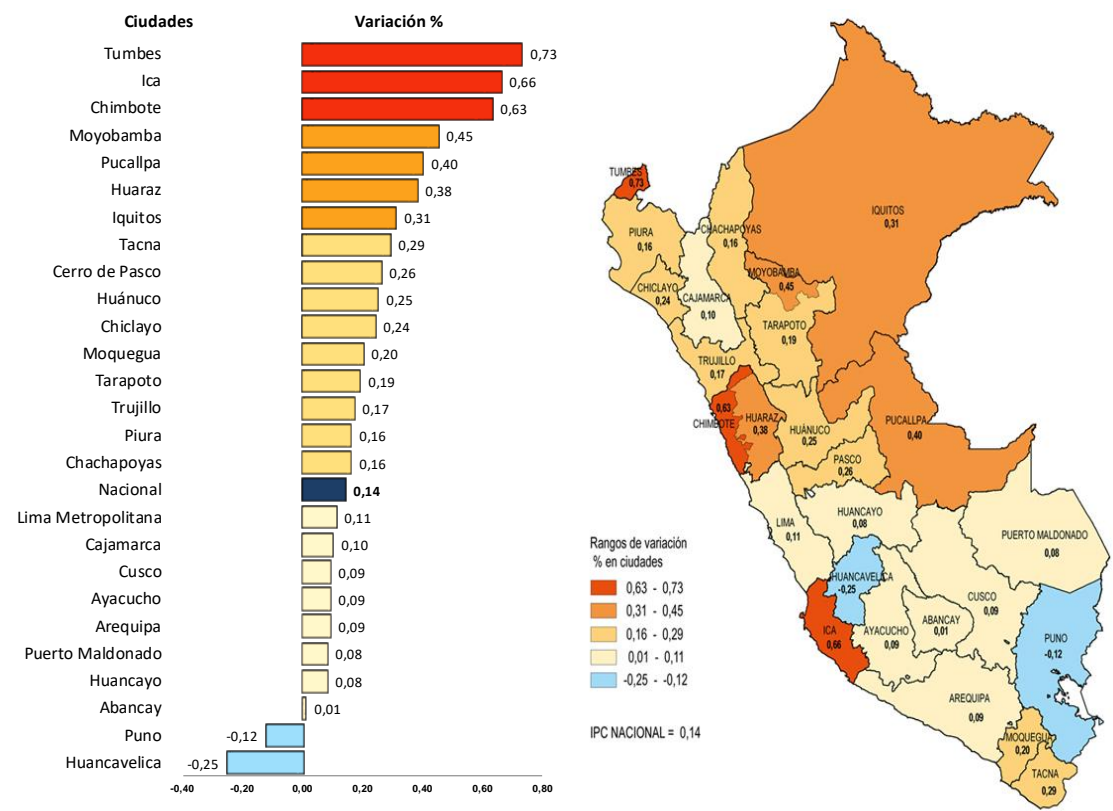 Ciudades Variación %
Tumbes 0,73
Ica 0,66
Chimbote 0,63
Moyobamba 0,45
Pucallpa 0,40
Huaraz 0,38
Iquitos 0,31
Tacna 0,29
Cerro de Pasco 0,26
Huánuco 0,25
Chiclayo 0,24
Moquegua 0,20
Tarapoto 0,19
Trujillo 0,17
Piura 0,16
Chachapoyas 0,16
Nacional 0,14
Lima Metropolitana 0,11
Cajamarca 0,10
Cusco 0,09
Ayacucho 0,09
Arequipa 0,09
Puerto Maldonado 0,08
Huancayo 0,08
Abancay 0,01
Puno -0,12
Huancavelica -0,25
-0,40 -0,20 0,00 0,20 0,40 0,60 0,80
TUMBES
0,73
PIURA
0,16
CHACHAPOYAS
0,16
IQUITOS
0,31
MOYOBAMBA
0,45
CHICLAYO
0,24
CAJAMARCA
0,10
TARAPOTO
0,19
TRUJILLO
0,17
0,63
CHIMBOTE
HUARAZ
0,38
HUÁNUCO
0,25
PUCALLPA
0,40
PASCO
0,26
LIMA
0,11
HUANCAYO
0,08
PUERTO MALDONADO
0,08
HUANCAVELICA
-0,25
CUSCO
0,09
ICA
0,66
AYACUCHO
0,09
ABANCAY
0,01
PUNO
-0,12
AREQUIPA
0,09
MOQUEGUA
0,20
TACNA
0,29
Rangos de variación
% en ciudades
0,63 - 0,73
0,31 - 0,45
0,16 - 0,29
0,01 - 0,11
-0,25 - -0,12
IPC NACIONAL = 0,14